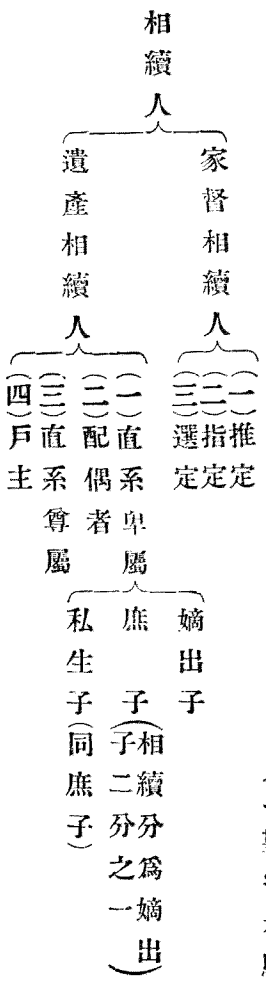 相續人
家督相續人
(一)推定
(二)指定
(三)選定
遺產相續人
(一)直系卑屬
嫡出子
庶子(相續分爲嫡出子二分之一)
私生子(同庶子)
(二)配偶者
(三)直系尊屬
(四)戶主